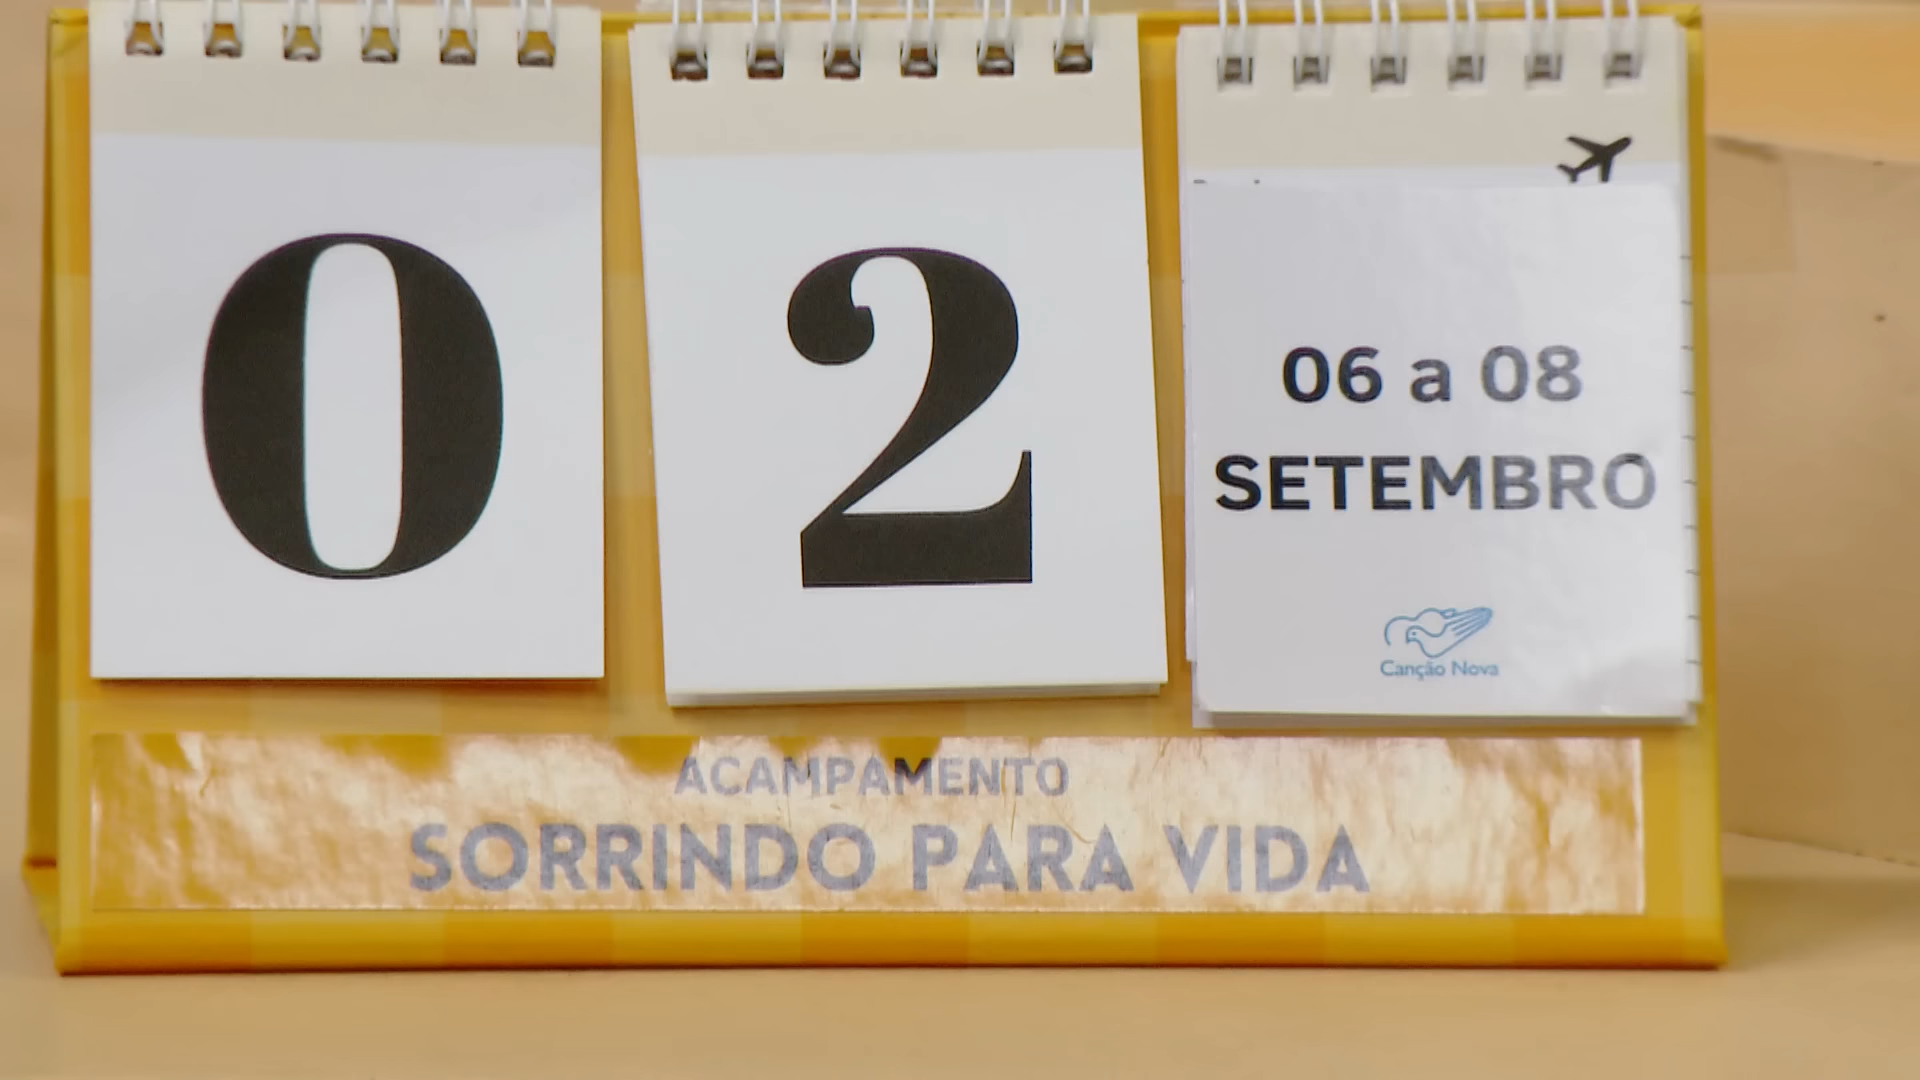 0
2
06 a 08
SETEMBRO
Canção Nova
ACAMPAMENTO
SORRINDO PARA VIDA